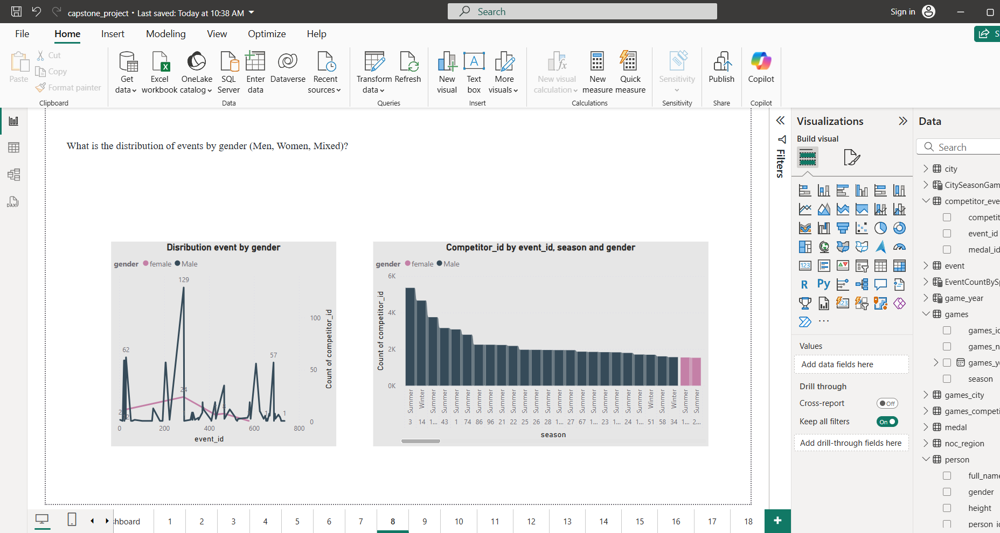 capstone_project • Last saved: Today at 10:38 AM
Search
Sign in
File Home Insert Modeling View Optimize Help
Paste
Cut
Copy
Format painter
Clipboard
Get data
Excel workbook
OneLake catalog
SQL Server
Enter data
Dataverse
Recent sources
Data
Transform data
Refresh
Queries
New visual
Text box
More visuals
Insert
New visual calculation
New measure
Quick measure
Calculations
Sensitivity
Sensitivity
Publish
Share
Copilot
Copilot
What is the distribution of events by gender (Men, Women, Mixed)?
Disribution event by gender
gender female Male
129
62
57
24
1
100
50
0
Count of competitor_id
0 200 400 600 800
event_id
Competitor_id by event_id, season and gender
gender female Male
6K
4K
2K
0K
Count of competitor_id
Summer Winter Summer Summer Summer Summer Summer Summer Summer Summer Summer Summer Summer Summer Summer Summer Summer Summer Summer Summer Summer Winter Summer Winter Summer Summer
3 14 1... 43 1 74 86 96 21 22 25 26 28 1... 27 67 1... 23 1... 24 1... 51 58 34 1... 2...
season
Filters
Visualizations
Build visual
123
R
Py
123
...
Values
Add data fields here
Drill through
Cross-report
Off
Keep all filters
On
Add drill-through fields here
Data
Search
city
CitySeasonGam
competitor_eve
competit
event_id
medal_id
event
EventCountBySp
game_year
games
games_id
games_n
games_ye
season
games_city
games_competi
medal
noc_region
person
full_name
gender
height
person_id
DAX
shboard 1 2 3 4 5 6 7 8 9 10 11 12 13 14 15 16 17 18
+